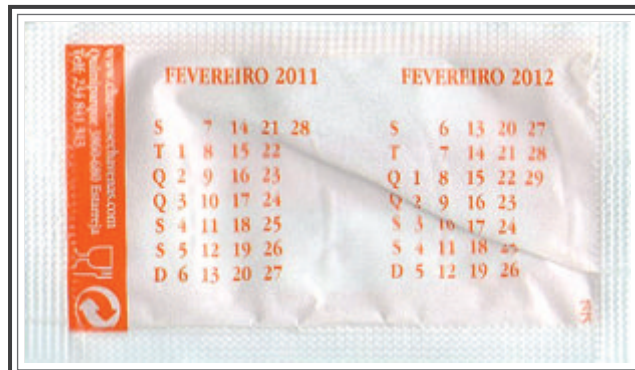 FEVEREIRO 2011
S 7 14 21 28
T 1 8 15 22
Q 2 9 16 23
Q 3 10 17 24
S 4 11 18 25
S 5 12 19 26
D 6 13 20 27
FEVEREIRO 2012
S 6 13 20 27
T 7 14 21 28
Q 1 8 15 22 29
Q 2 9 16 23
S 3 10 17 24
S 4 11 18 25
D 5 12 19 26